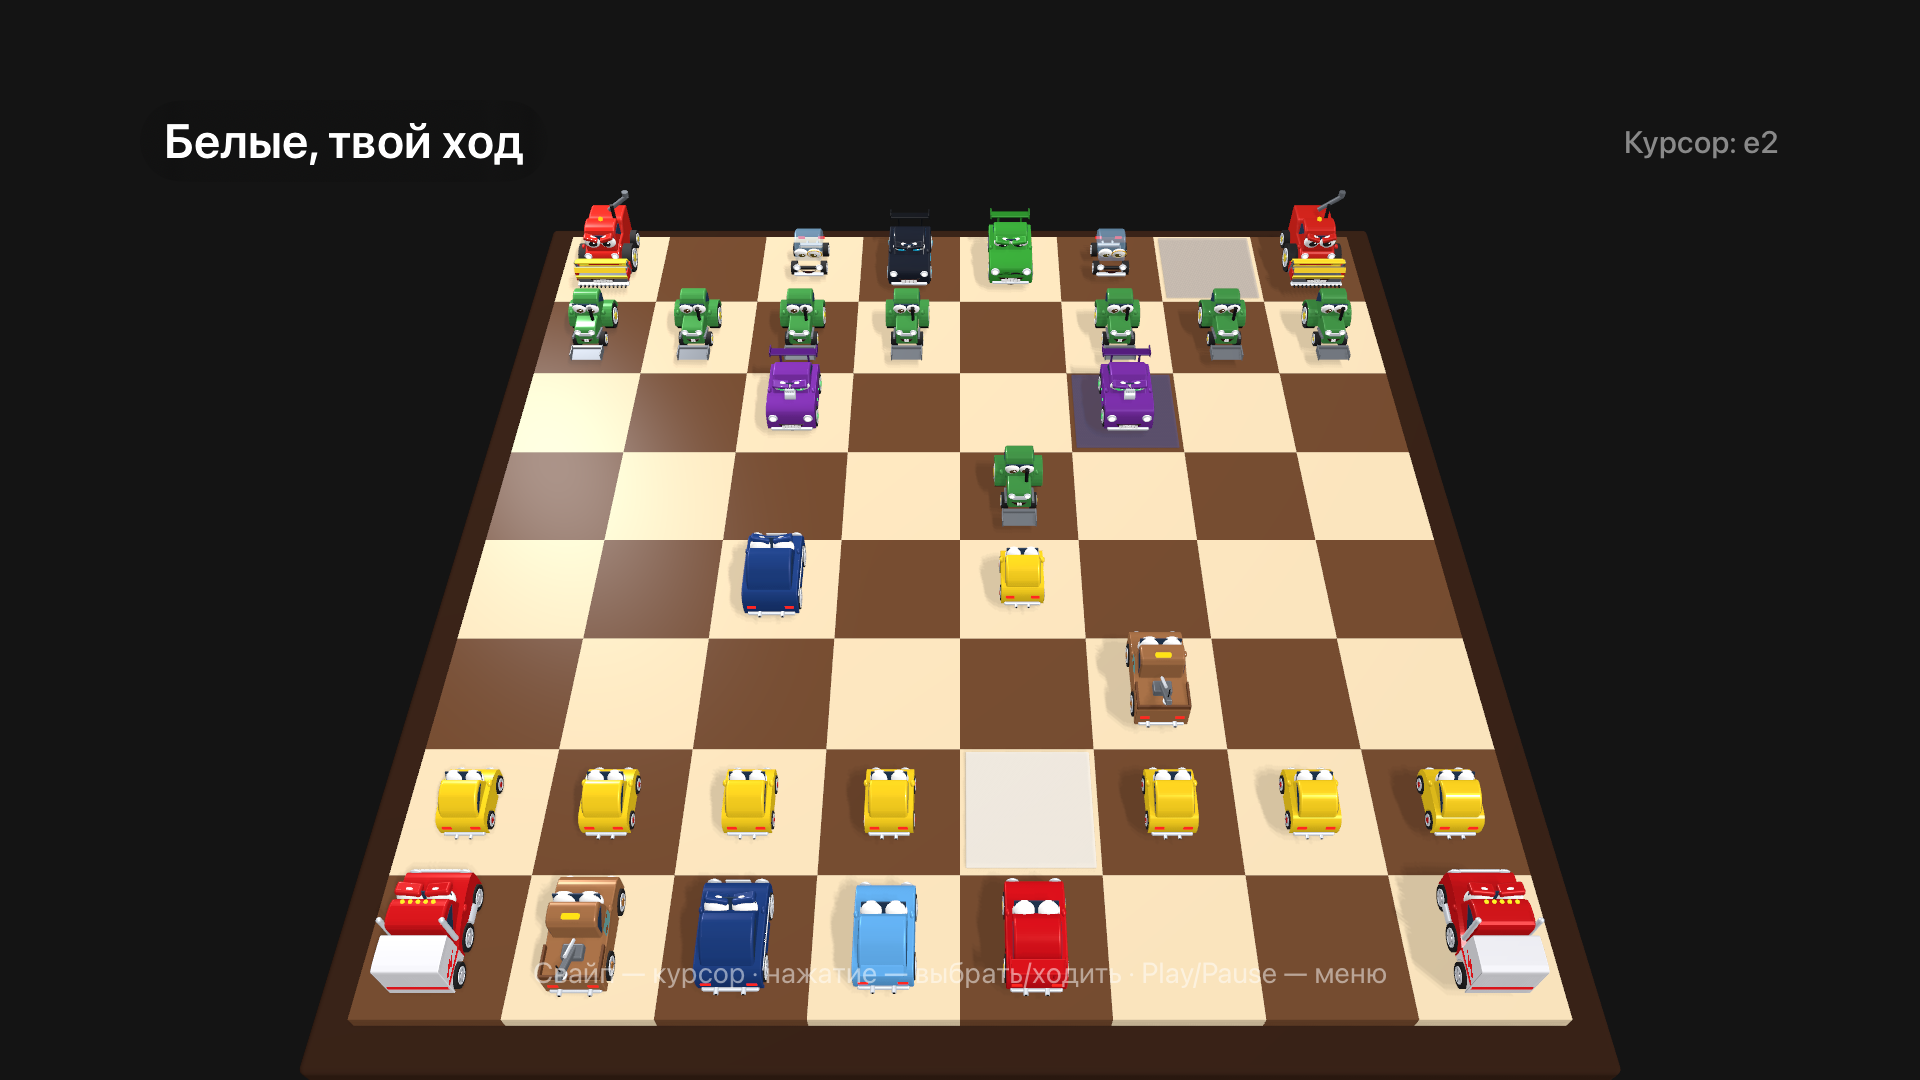 Белые, твой ход
Курсор: e2
Свайп — курсор · нажатие — выбрать/ходить · Play/Pause — меню